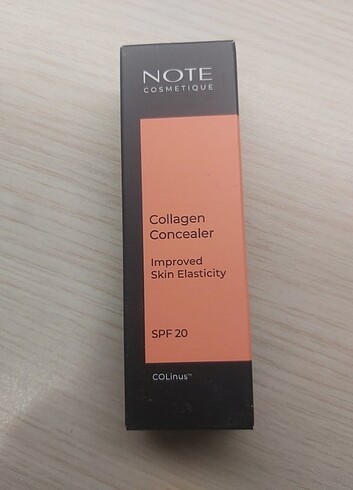 NOTE
COSMETIQUE
Collagen
Concealer
Improved
Skin Elasticity
SPF 20
COLinus™